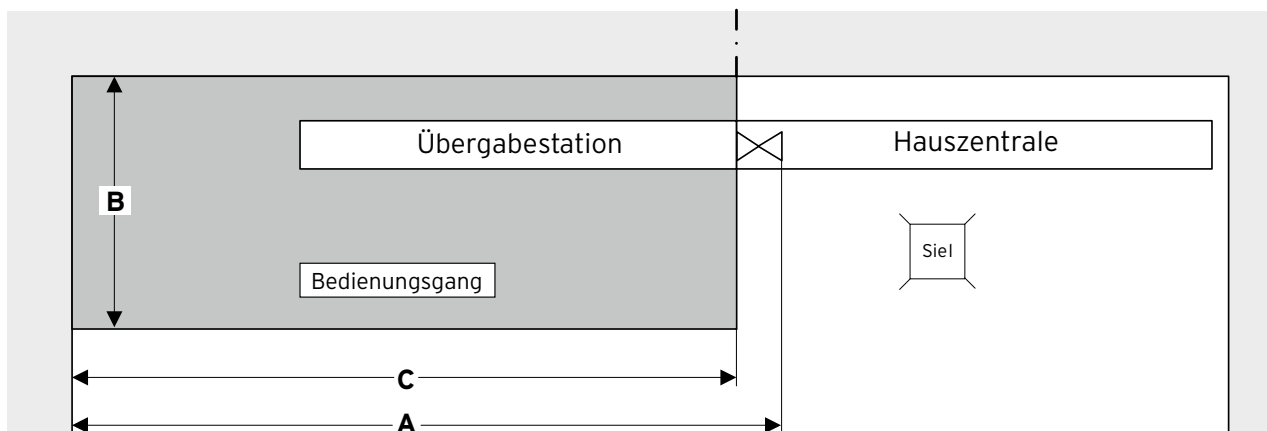 Übergabestation
Hauszentrale
B
Siel
Bedienungsgang
C
A